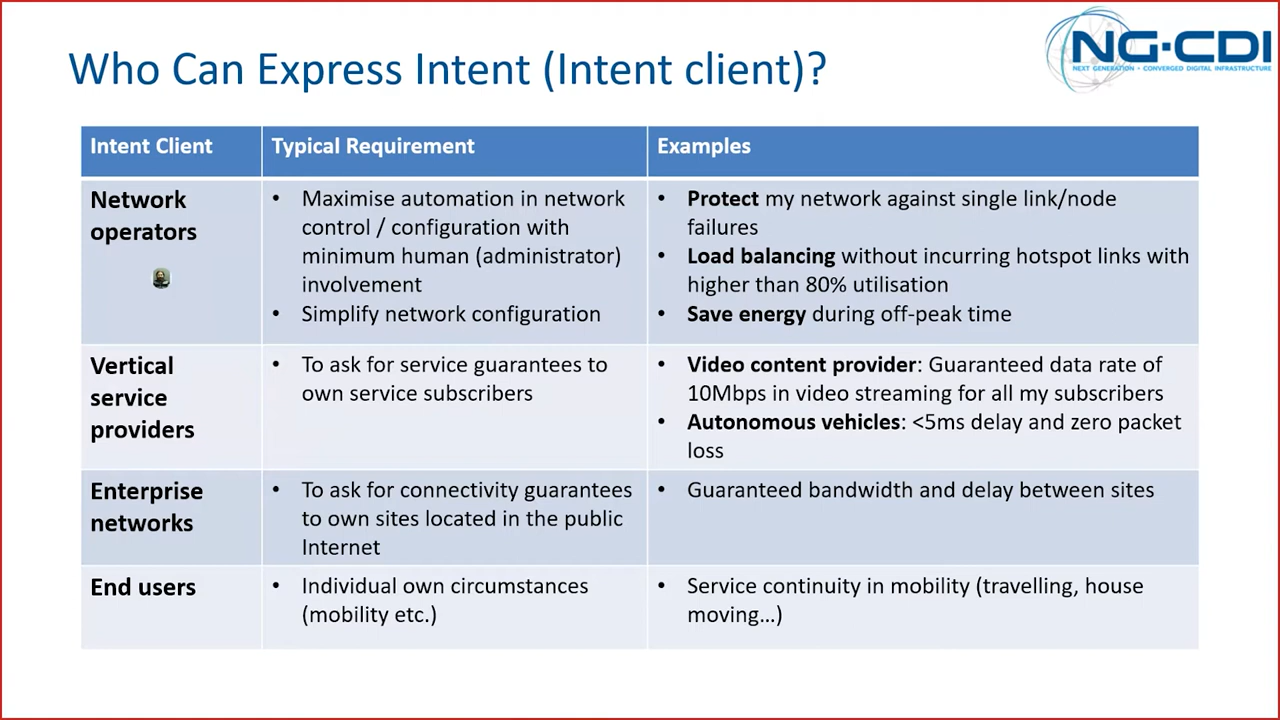 Who Can Express Intent (Intent client)?
NG-CDI
NEXT GENERATION • CONVERGED DIGITAL INFRASTRUCTURE
Intent Client
Typical Requirement
Examples
Network
operators
• Maximise automation in network
control / configuration with
minimum human (administrator)
involvement
• Simplify network configuration
• Protect my network against single link/node
failures
• Load balancing without incurring hotspot links with
higher than 80% utilisation
• Save energy during off-peak time
Vertical
service
providers
• To ask for service guarantees to
own service subscribers
• Video content provider: Guaranteed data rate of
10Mbps in video streaming for all my subscribers
• Autonomous vehicles: <5ms delay and zero packet
loss
Enterprise
networks
• To ask for connectivity guarantees
to own sites located in the public
Internet
• Guaranteed bandwidth and delay between sites
End users
• Individual own circumstances
(mobility etc.)
• Service continuity in mobility (travelling, house
moving…)